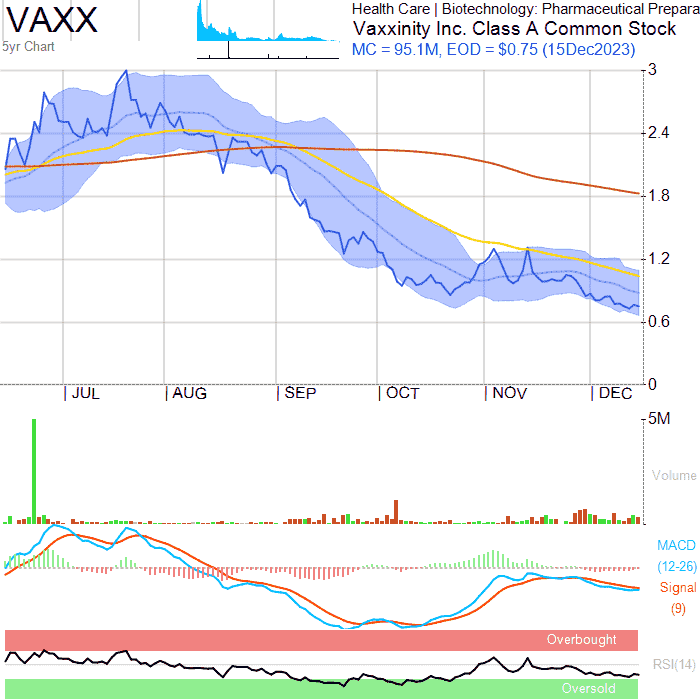 VAXX
5yr Chart
Health Care | Biotechnology: Pharmaceutical Prepara
Vaxxinity Inc. Class A Common Stock
MC = 95.1M, EOD = $0.75 (15Dec2023)
3
2.4
1.8
1.2
0.6
0
JUL AUG SEP OCT NOV DEC
5M
Volume
MACD
(12-26)
Signal
(9)
Overbought
RSI(14)
Oversold